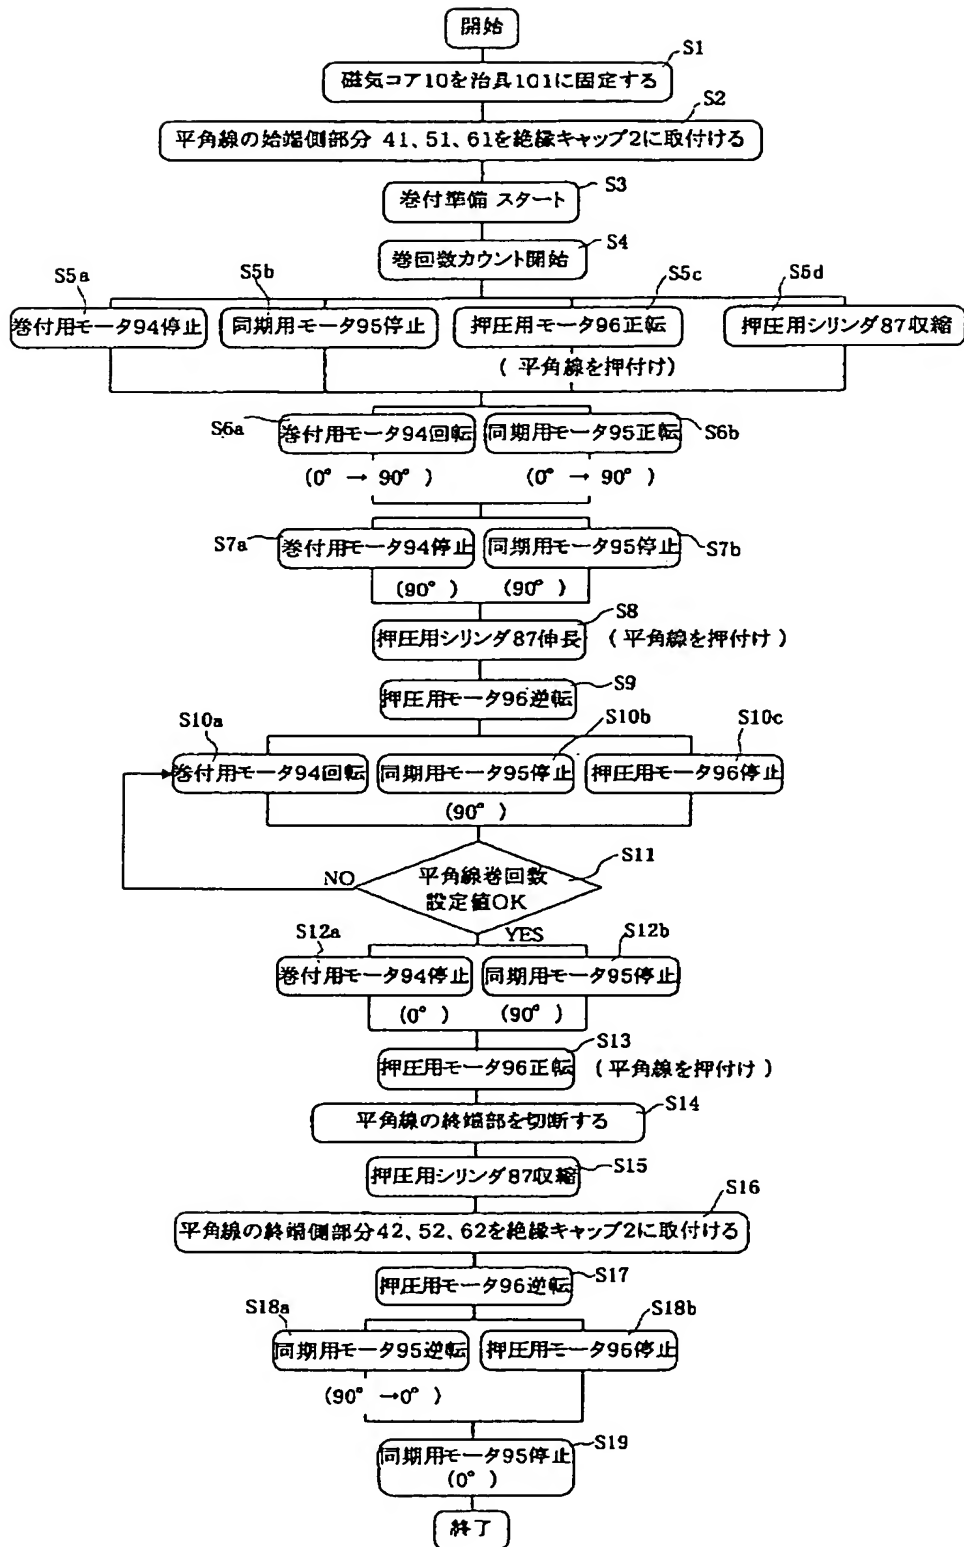 開始
S1
磁気コア10を治具101に固定する
S2
平角線の始端側部分 41、51、61を絶縁キャップ2に取付ける
S3
巻付準備 スタート
S4
巻回数カウント開始
S5a S5b S5c S5d
巻付用モータ94停止 同期用モータ95停止 押圧用モータ96正転 押圧用シリンダ87収縮
( 平角線を押付け)
S6a 巻付用モータ94回転 同期用モータ95正転 S6b
(0° → 90° ) (0° → 90° )
S7a 巻付用モータ94停止 同期用モータ95停止 S7b
(90° ) (90° )
S8
押圧用シリンダ87伸長 ( 平角線を押付け )
S9
押圧用モータ96逆転
S10a S10b S10c
巻付用モータ94回転 同期用モータ95停止 押圧用モータ96停止
(90° )
S11
NO 平角線巻回数
設定値OK
YES
S12a S12b
巻付用モータ94停止 同期用モータ95停止
(0° ) (90° )
S13
押圧用モータ96正転 ( 平角線を押付け )
S14
平角線の終端部を切断する
S15
押圧用シリンダ87収縮
S16
平角線の終端側部分42、52、62を絶縁キャップ2に取付ける
S17
押圧用モータ96逆転
S18a S18b
同期用モータ95逆転 押圧用モータ96停止
(90° →0° )
S19
同期用モータ95停止
(0° )
終了